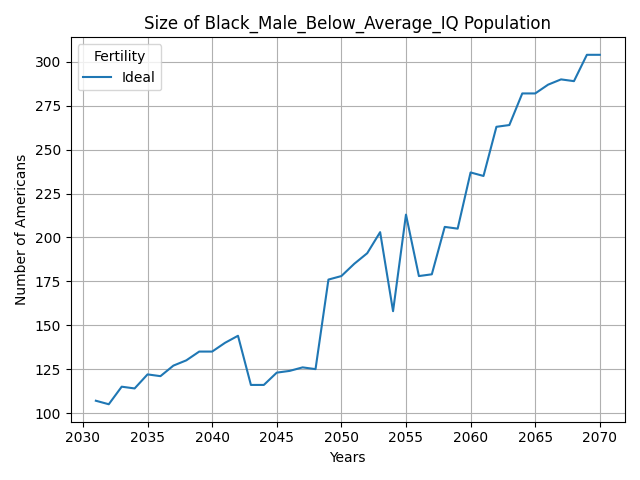 Size of Black_Male_Below_Average_IQ Population
Fertility
Ideal
Number of Americans
300
275
250
225
200
175
150
125
100
2030 2035 2040 2045 2050 2055 2060 2065 2070
Years